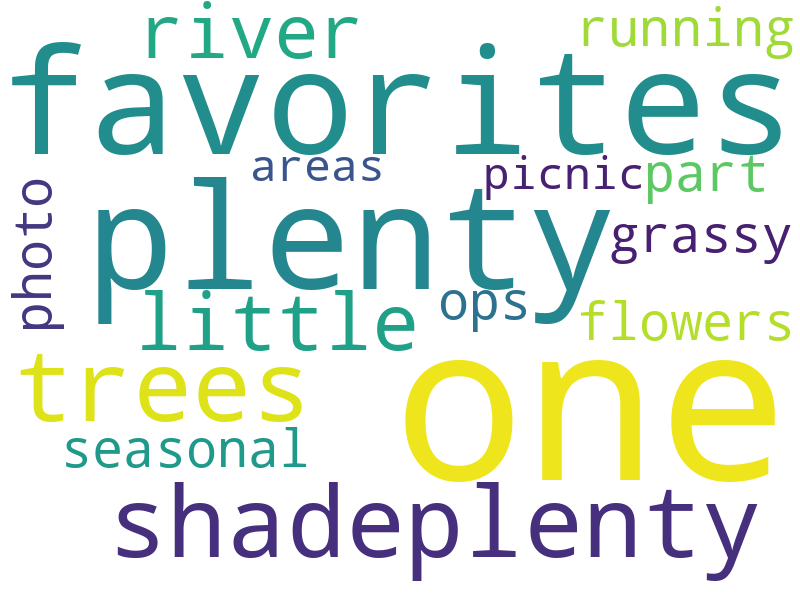 river
running
favorites
areas
picnic
part
photo
plenty
grassy
little
ops
flowers
trees
one
seasonal
shadeplenty